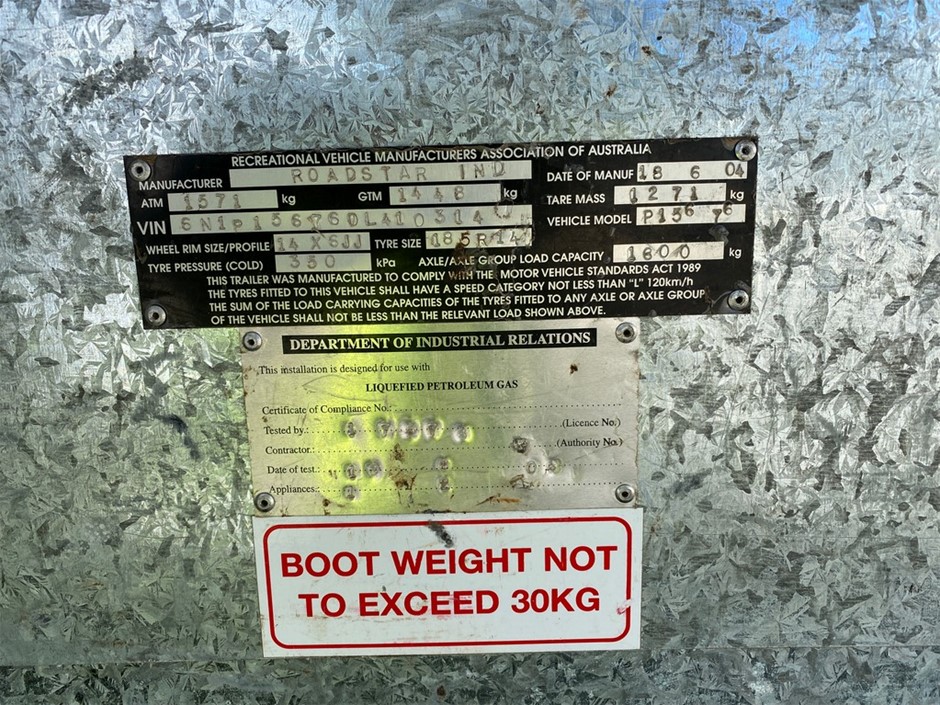 RECREATIONAL VEHICLE MANUFACTURERS ASSOCIATION OF AUSTRALIA
MANUFACTURER ROADSTAR IND DATE OF MANUF 18 6 04
ATM 1571 kg GTM 1448 kg TARE MASS 1271 kg
VIN 6N1P156760L410314 VEHICLE MODEL P156 76
WHEEL RIM SIZE/PROFILE 14X6JJ TYRE SIZE 185R14
TYRE PRESSURE (COLD) 350 kPa AXLE/AXLE GROUP LOAD CAPACITY 1600 kg
THIS TRAILER WAS MANUFACTURED TO COMPLY WITH THE MOTOR VEHICLE STANDARDS ACT 1989
THE TYRES FITTED TO THIS VEHICLE SHALL HAVE A SPEED CATEGORY NOT LESS THAN "L" 120km/h
THE SUM OF THE LOAD CARRYING CAPACITIES OF THE TYRES FITTED TO ANY AXLE OR AXLE GROUP
OF THE VEHICLE SHALL NOT BE LESS THAN THE RELEVANT LOAD SHOWN ABOVE.
DEPARTMENT OF INDUSTRIAL RELATIONS
This installation is designed for use with
LIQUEFIED PETROLEUM GAS
Certificate of Compliance No.:
Tested by: (Licence No.)
Contractor: (Authority No.)
Date of test:
Appliances:
BOOT WEIGHT NOT
TO EXCEED 30KG